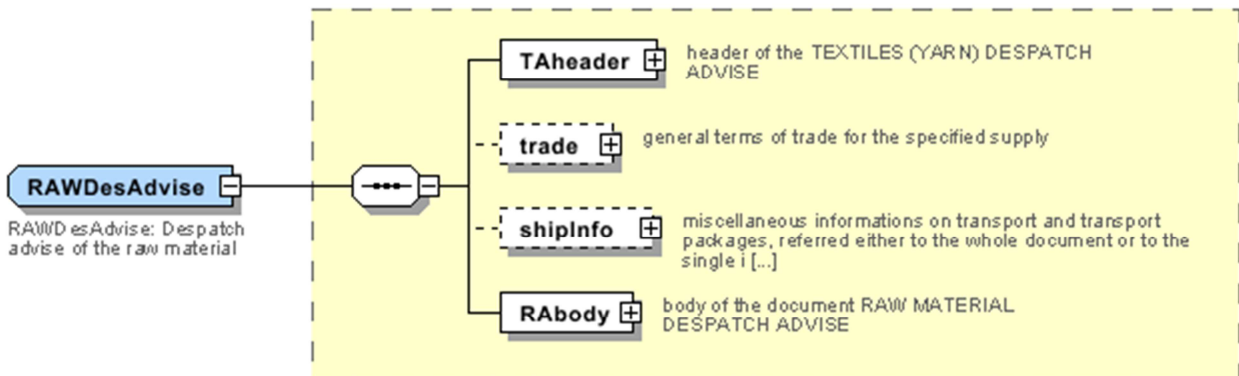 TAheader
header of the TEXTILES (YARN) DESPATCH
ADVISE
trade
general terms of trade for the specified supply
RAWDesAdvise
RAWDesAdvise: Despatch
advise of the raw material
shipInfo
miscellaneous informations on transport and transport
packages, referred either to the whole document or to the
single i [...]
RAbody
body of the document RAW MATERIAL
DESPATCH ADVISE